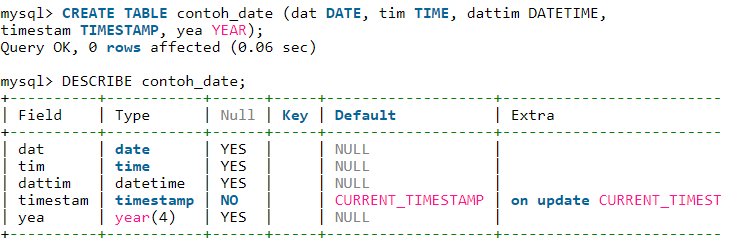 mysql> CREATE TABLE contoh_date (dat DATE, tim TIME, dattim DATETIME,
timestam TIMESTAMP, yea YEAR);
Query OK, 0 rows affected (0.06 sec)

mysql> DESCRIBE contoh_date;
+----------+-----------+------+-----+-------------------+------------------------
| Field    | Type      | Null | Key | Default           | Extra
+----------+-----------+------+-----+-------------------+------------------------
| dat      | date      | YES  |     | NULL              |
| tim      | time      | YES  |     | NULL              |
| dattim   | datetime  | YES  |     | NULL              |
| timestam | timestamp | NO   |     | CURRENT_TIMESTAMP | on update CURRENT_TIMEST
| yea      | year(4)   | YES  |     | NULL              |
+----------+-----------+------+-----+-------------------+------------------------